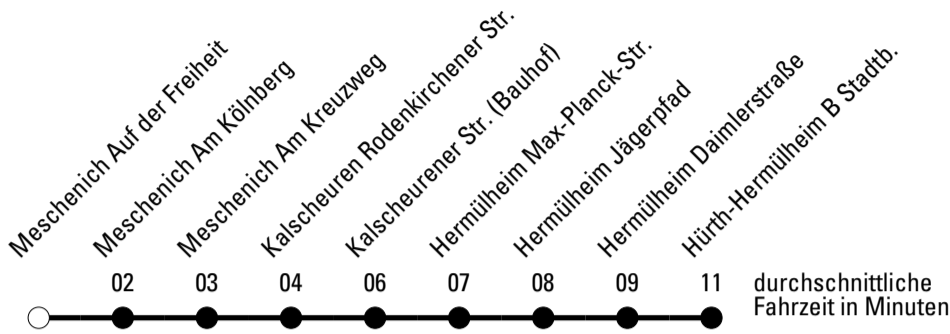 Meschenich Auf der Freiheit
Meschenich Am Kölnberg
Meschenich Am Kreuzweg
Kalscheuren Rodenkirchener Str.
Kalscheurener Str. (Bauhof)
Hermülheim Max-Planck-Str.
Hermülheim Jägerpfad
Hermülheim Daimlerstraße
Hürth-Hermülheim B Stadtb.
02 03 04 06 07 08 09 11
durchschnittliche
Fahrzeit in Minuten